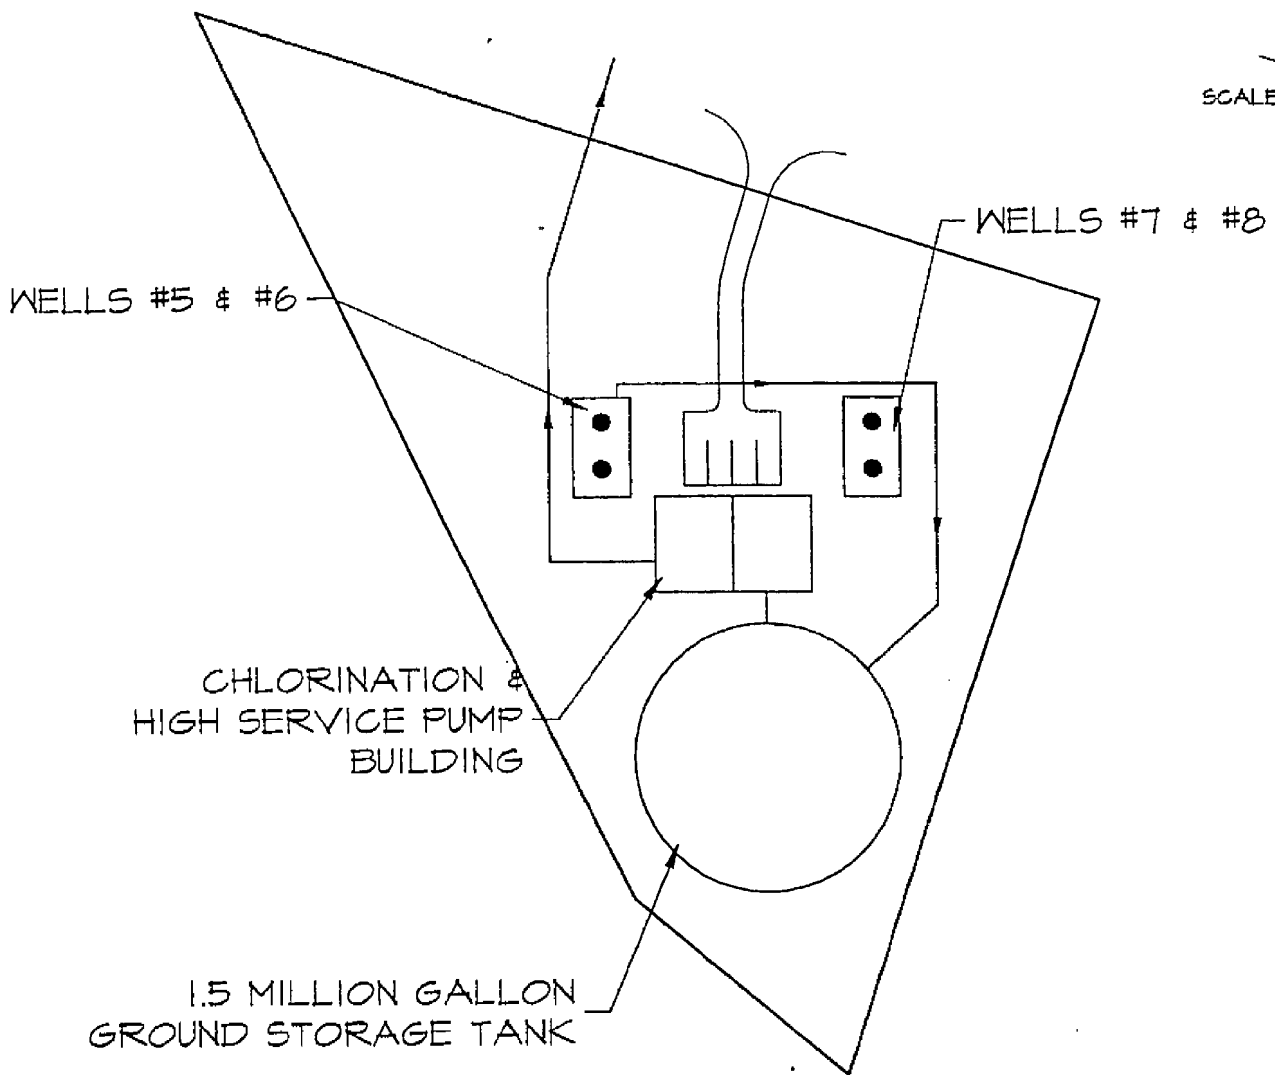 SCALE
WELLS #7 & #8
WELLS #5 & #6
CHLORINATION &
HIGH SERVICE PUMP
BUILDING
1.5 MILLION GALLON
GROUND STORAGE TANK